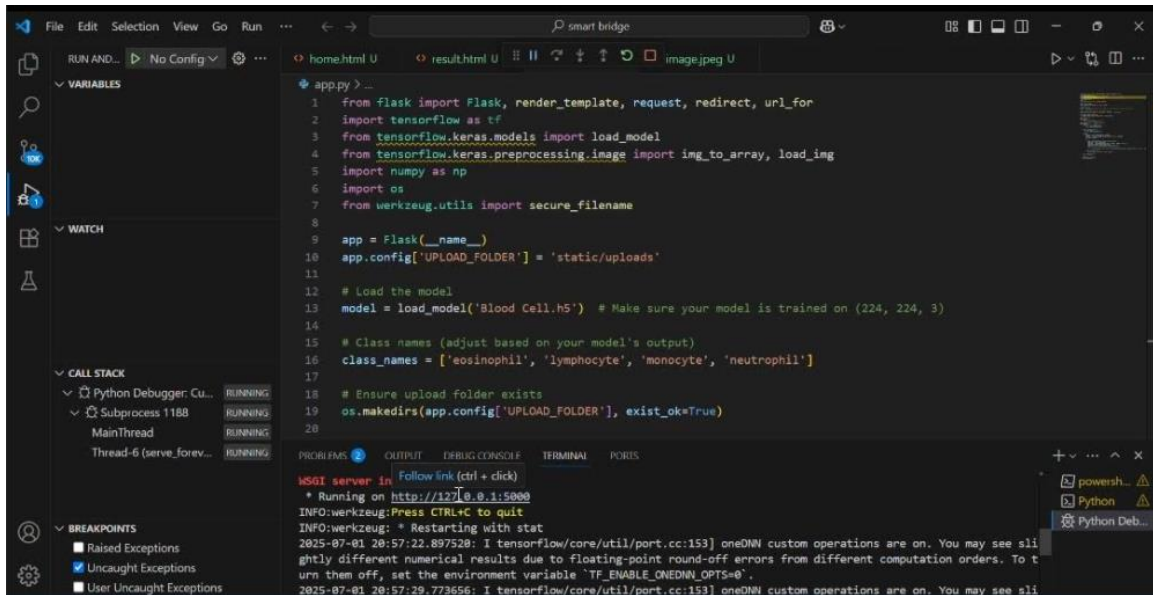 File Edit Selection View Go Run ··· smart bridge
RUN AND... No Config
home.html U result.html U image.jpeg U
VARIABLES
WATCH
CALL STACK
Python Debugger: Cu... RUNNING
Subprocess 1188 RUNNING
MainThread RUNNING
Thread-6 (serve_forev... RUNNING
BREAKPOINTS
Raised Exceptions
Uncaught Exceptions
User Uncaught Exceptions
10K
1
app.py > ...
1 from flask import Flask, render_template, request, redirect, url_for
2 import tensorflow as tf
3 from tensorflow.keras.models import load_model
4 from tensorflow.keras.preprocessing.image import img_to_array, load_img
5 import numpy as np
6 import os
7 from werkzeug.utils import secure_filename
8
9 app = Flask(__name__)
10 app.config['UPLOAD_FOLDER'] = 'static/uploads'
11
12 # Load the model
13 model = load_model('Blood Cell.h5') # Make sure your model is trained on (224, 224, 3)
14
15 # Class names (adjust based on your model's output)
16 class_names = ['eosinophil', 'lymphocyte', 'monocyte', 'neutrophil']
17
18 # Ensure upload folder exists
19 os.makedirs(app.config['UPLOAD_FOLDER'], exist_ok=True)
20
PROBLEMS 2 OUTPUT DEBUG CONSOLE TERMINAL PORTS
WSGI server in
Follow link (ctrl + click)
* Running on http://127.0.0.1:5000
INFO:werkzeug:Press CTRL+C to quit
INFO:werkzeug: * Restarting with stat
2025-07-01 20:57:22.897520: I tensorflow/core/util/port.cc:153] oneDNN custom operations are on. You may see sli
ghtly different numerical results due to floating-point round-off errors from different computation orders. To t
urn them off, set the environment variable `TF_ENABLE_ONEDNN_OPTS=0`.
2025-07-01 20:57:29.773656: I tensorflow/core/util/port.cc:153] oneDNN custom operations are on. You may see sli
powersh...
Python
Python Deb...